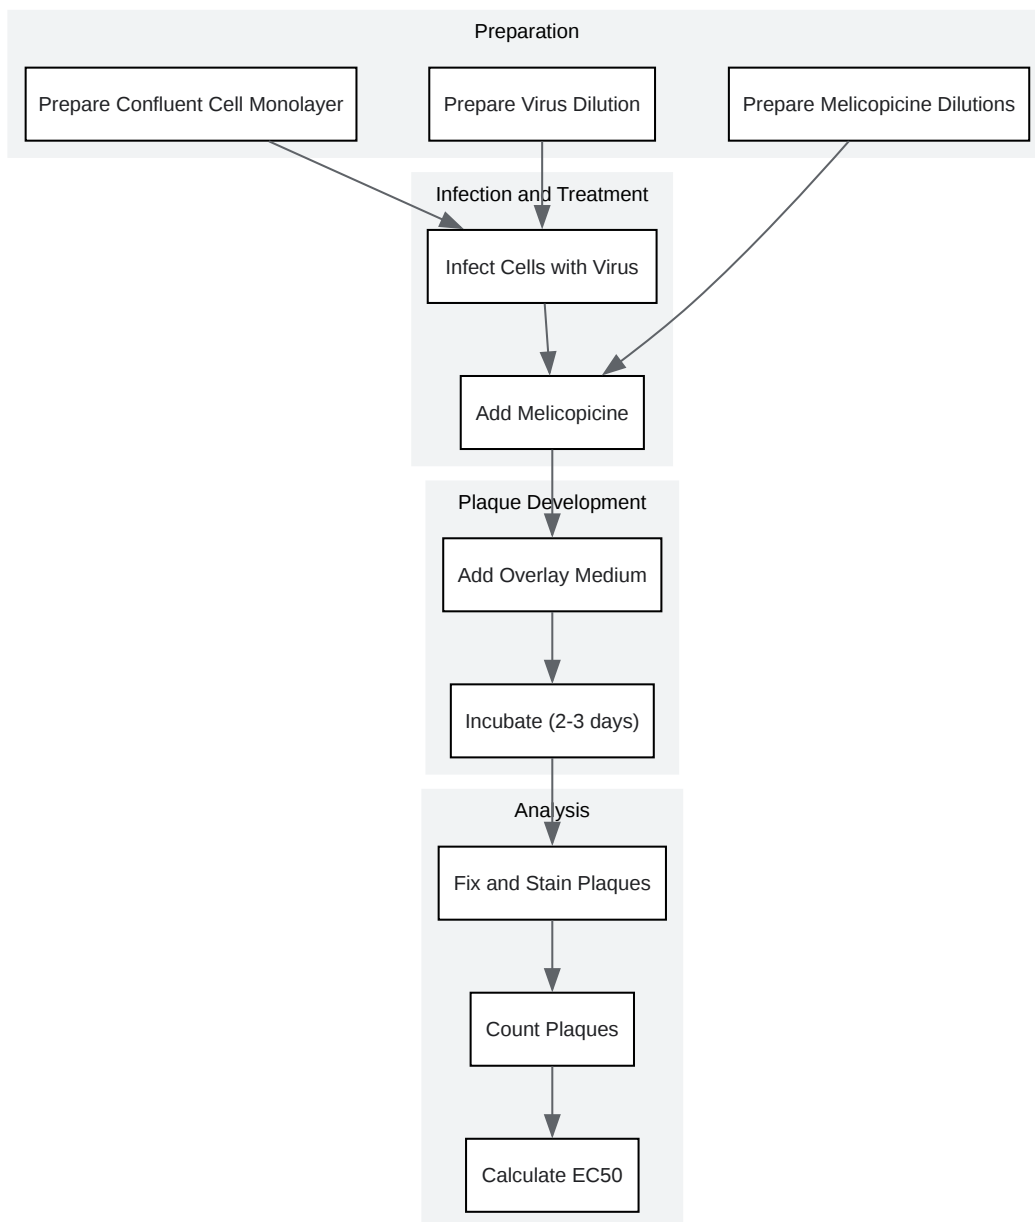 Preparation
Prepare Confluent Cell Monolayer
Prepare Virus Dilution
Prepare Melicopicine Dilutions
Infection and Treatment
Infect Cells with Virus
Add Melicopicine
Plaque Development
Add Overlay Medium
Incubate (2-3 days)
Analysis
Fix and Stain Plaques
Count Plaques
Calculate EC50